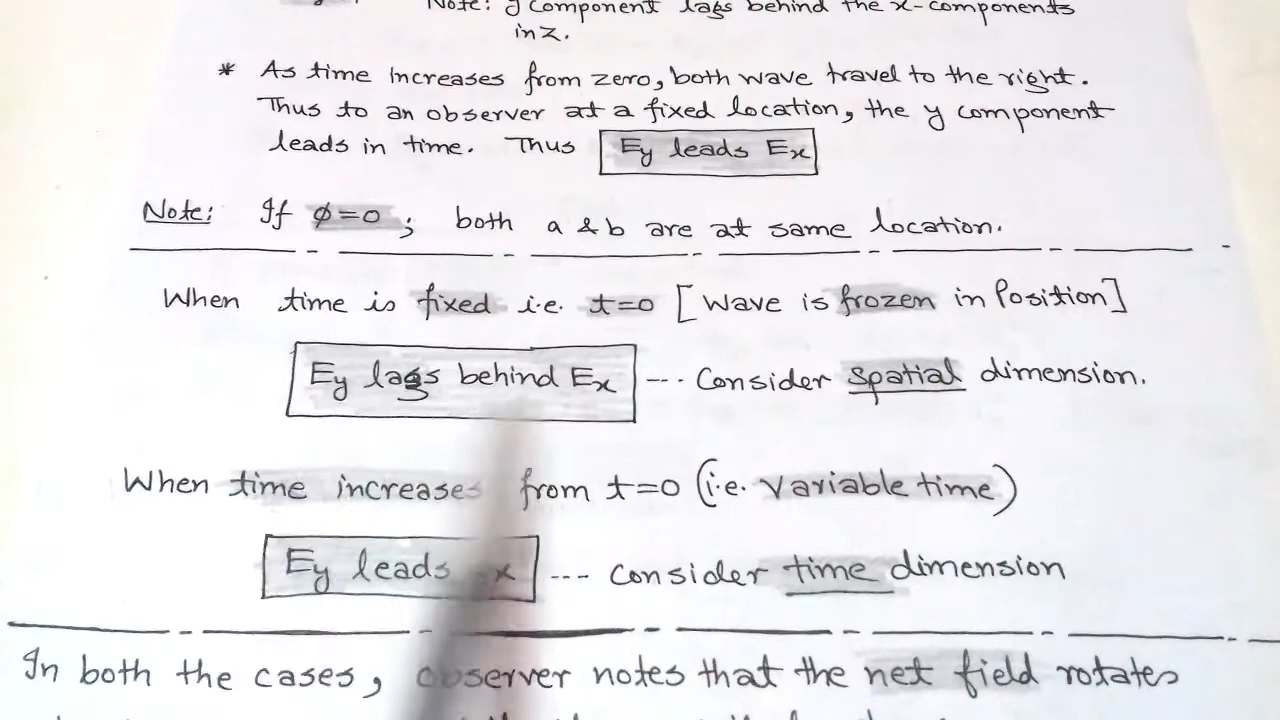 Note: y component lags behind the x-components
in z.
* As time increases from zero, both wave travel to the right.
Thus to an observer at a fixed location, the y component
leads in time. Thus Ey leads Ex
Note: If φ=0 ; both a & b are at same location.
When time is fixed i.e. t=0 [wave is frozen in Position]
Ey lags behind Ex --- Consider spatial dimension.
When time increases from t=0 (i.e. variable time)
Ey leads x --- consider time dimension
In both the cases, observer notes that the net field rotates